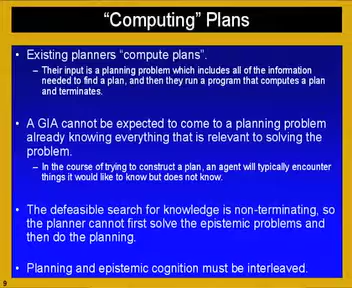 “Computing” Plans
• Existing planners “compute plans”.
– Their input is a planning problem which includes all of the information
needed to find a plan, and then they run a program that computes a plan
and terminates.
• A GIA cannot be expected to come to a planning problem
already knowing everything that is relevant to solving the
problem.
– In the course of trying to construct a plan, an agent will typically encounter
things it would like to know but does not know.
• The defeasible search for knowledge is non-terminating, so
the planner cannot first solve the epistemic problems and
then do the planning.
• Planning and epistemic cognition must be interleaved.
9